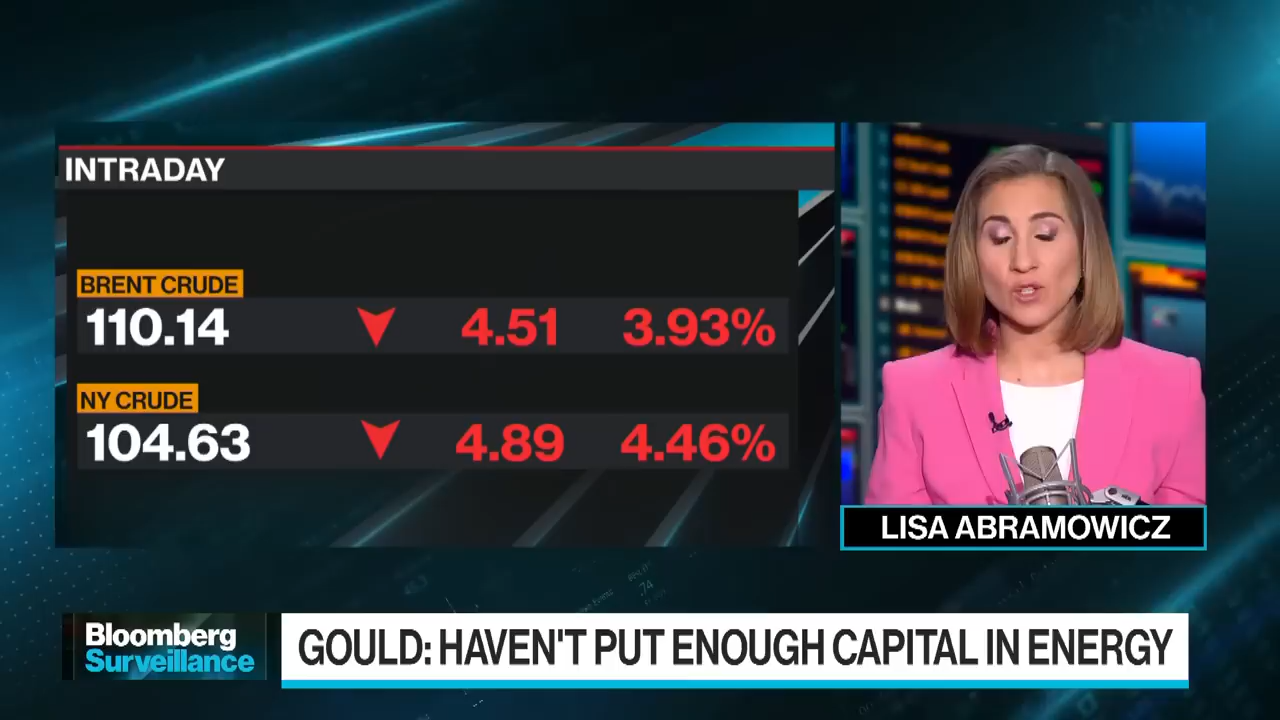 INTRADAY
BRENT CRUDE
110.14 4.51 3.93%
NY CRUDE
104.63 4.89 4.46%
LISA ABRAMOWICZ
Bloomberg
Surveillance
GOULD: HAVEN'T PUT ENOUGH CAPITAL IN ENERGY